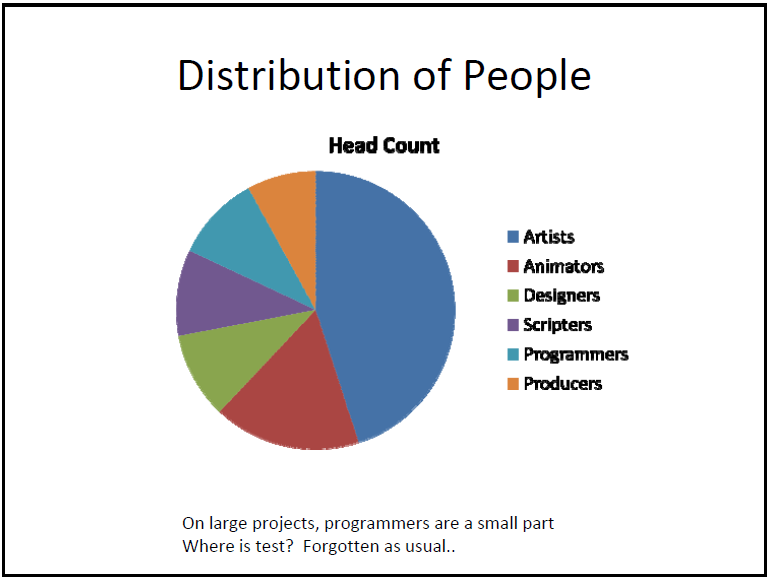 Distribution of People
Head Count
Artists
Animators
Designers
Scripters
Programmers
Producers
On large projects, programmers are a small part
Where is test?  Forgotten as usual..